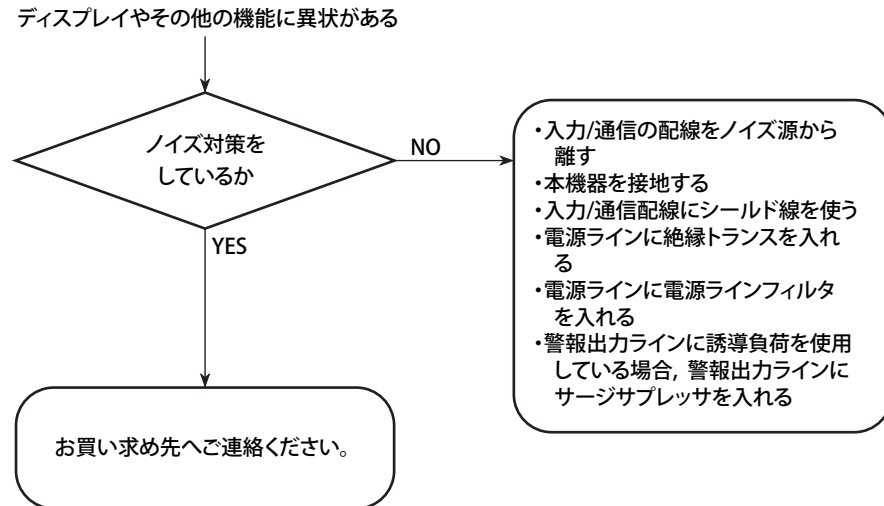 ディスプレイやその他の機能に異状がある
ノイズ対策を
しているか
NO
YES
・入力/通信の配線をノイズ源から
離す
・本機器を接地する
・入力/通信配線にシールド線を使う
・電源ラインに絶縁トランスを入れ
る
・電源ラインに電源ラインフィルタ
を入れる
・警報出力ラインに誘導負荷を使用
している場合, 警報出力ラインに
サージサプレッサを入れる
お買い求め先へご連絡ください。